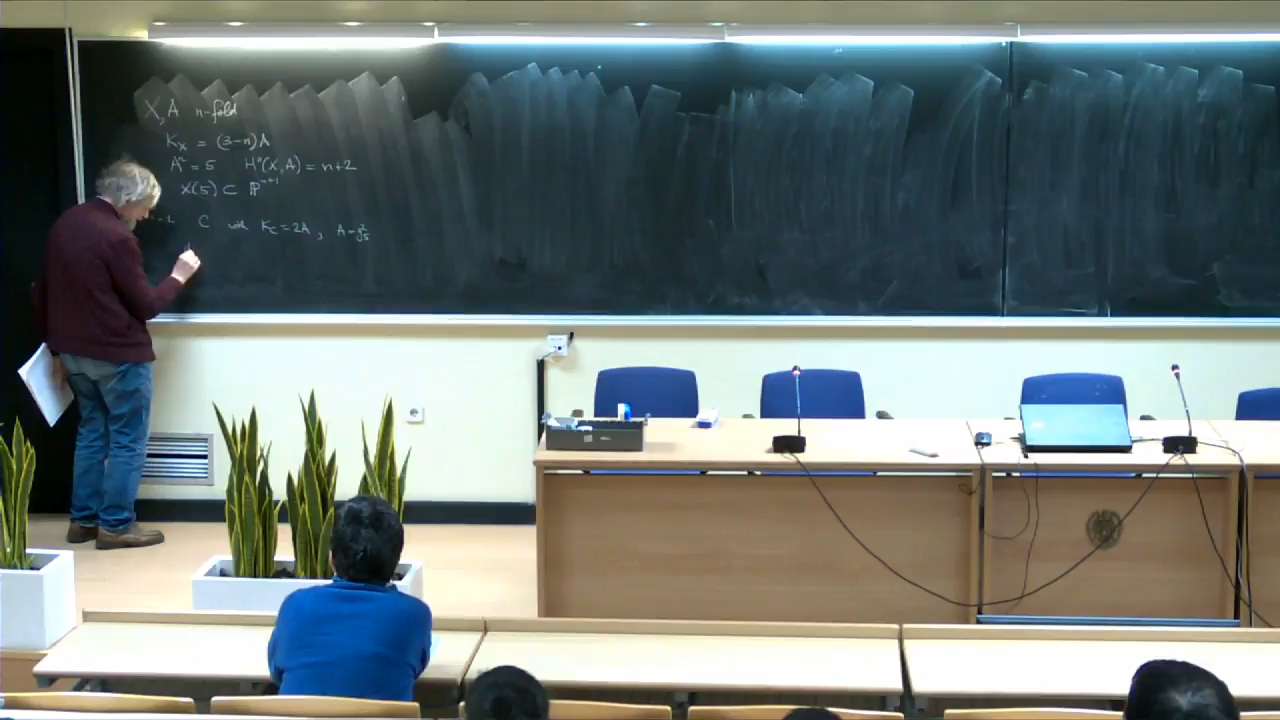 X, A n-fold
K_X = (3-n)A
A^n = 5 H^0(X, A) = n+2
X(5) ⊂ P^{n+1}
C with K_C = 2A, A = g^2_5